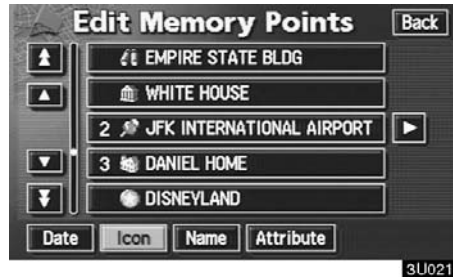 Edit Memory Points Back
EMPIRE STATE BLDG
WHITE HOUSE
2 JFK INTERNATIONAL AIRPORT
3 DANIEL HOME
DISNEYLAND
Date Icon Name Attribute
3U021